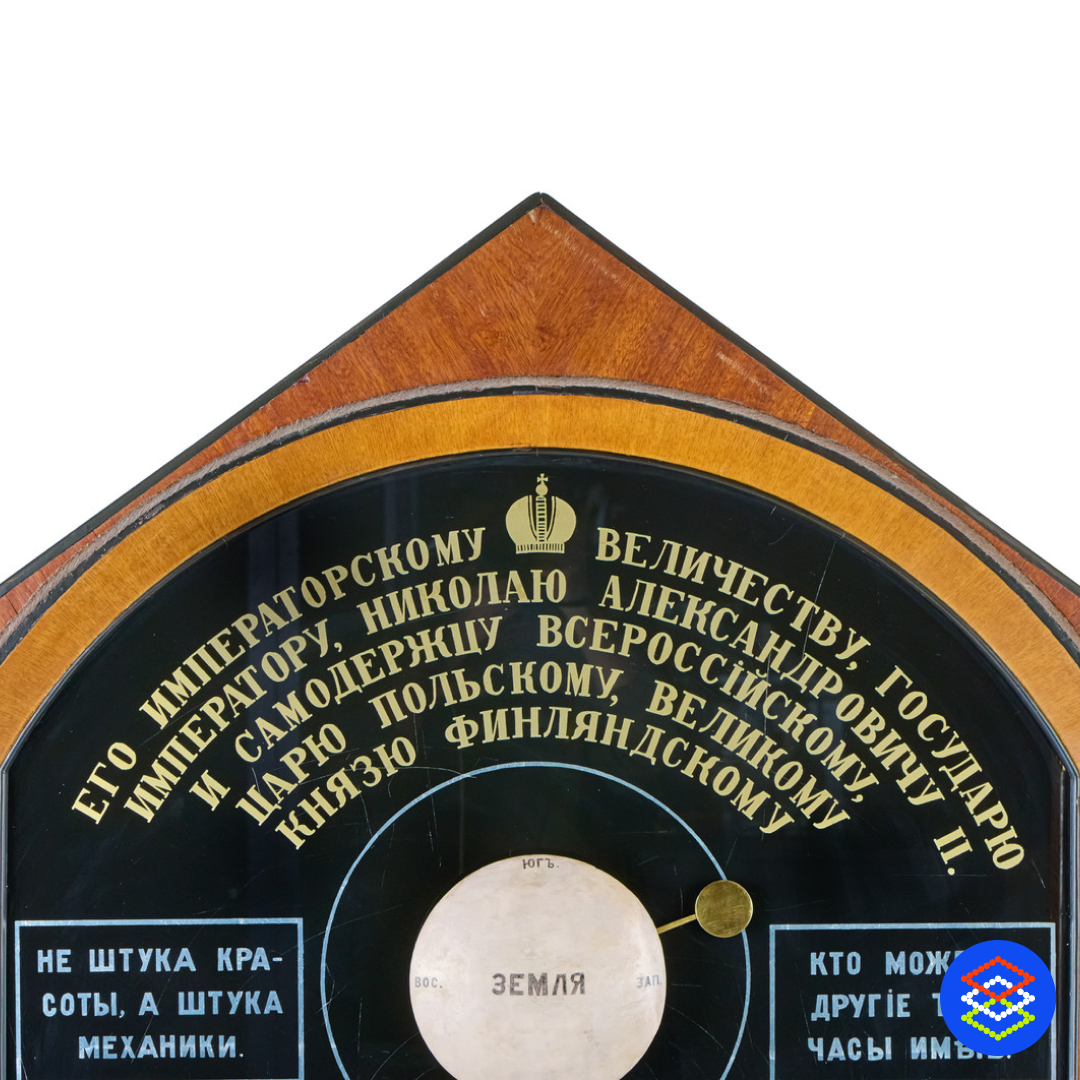 ЕГО ИМПЕРАТОРСКОМУ ВЕЛИЧЕСТВУ, ГОСУДАРЮ
ИМПЕРАТОРУ, НИКОЛАЮ АЛЕКСАНДРОВИЧУ II.
И САМОДЕРЖЦУ ВСЕРОССІЙСКОМУ,
ЦАРЮ ПОЛЬСКОМУ, ВЕЛИКОМУ
КНЯЗЮ ФИНЛЯНДСКОМУ
ЮГЪ.
ВОС. ЗЕМЛЯ ЗАП.
НЕ ШТУКА КРА-
СОТЫ, А ШТУКА
МЕХАНИКИ.
КТО
ДРУГІЕ
ЧАСЫ